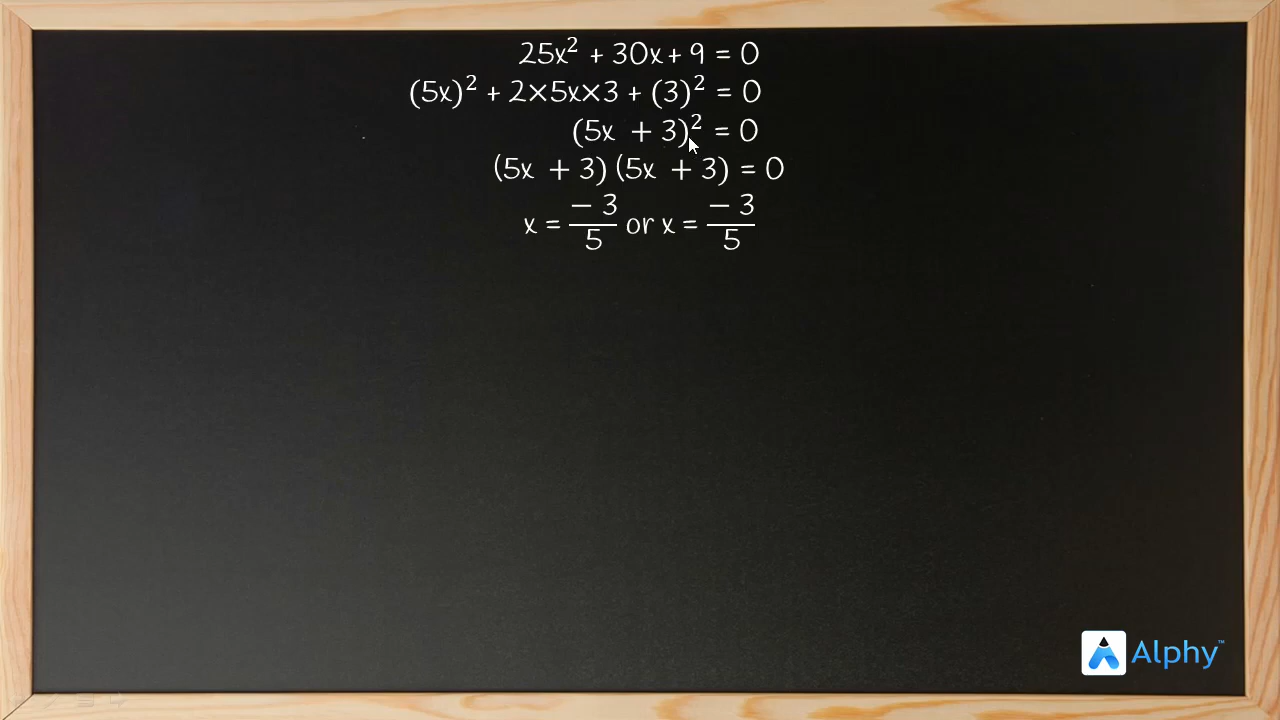 25x² + 30x + 9 = 0
(5x)² + 2×5x×3 + (3)² = 0
(5x + 3)² = 0
(5x + 3) (5x + 3) = 0
x = −3/5 or x = −3/5
Alphy™